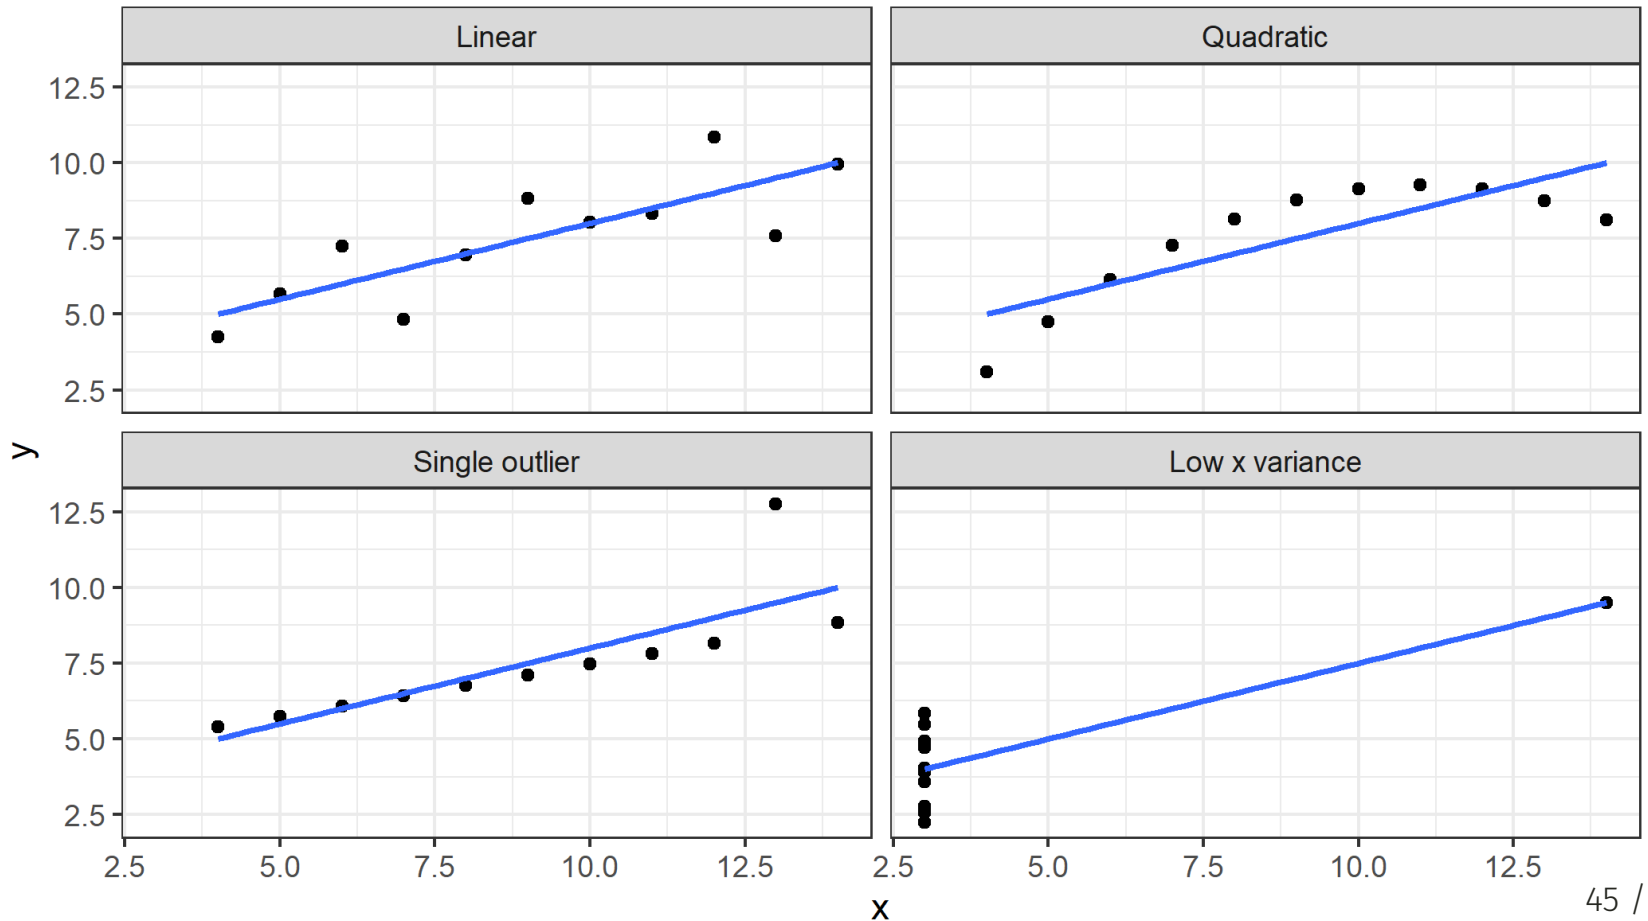 Linear
Quadratic
12.5
10.0
7.5
5.0
2.5
y
Single outlier
Low x variance
12.5
10.0
7.5
5.0
2.5
2.5 5.0 7.5 10.0 12.5 2.5 5.0 7.5 10.0 12.5
x
45 /